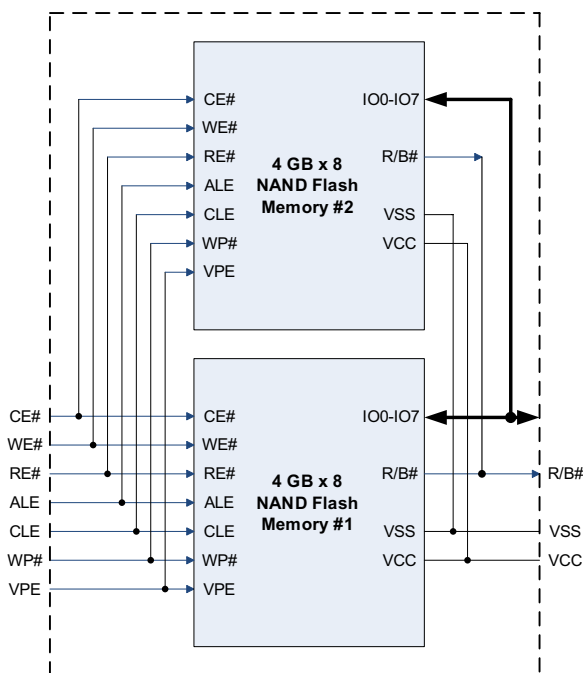 CE#
WE#
RE#
ALE
CLE
WP#
VPE
4 GB x 8
NAND Flash
Memory #2
IO0-IO7
R/B#
VSS
VCC
CE#
WE#
RE#
ALE
CLE
WP#
VPE
CE#
WE#
RE#
ALE
CLE
WP#
VPE
4 GB x 8
NAND Flash
Memory #1
IO0-IO7
R/B#
VSS
VCC
R/B#
VSS
VCC